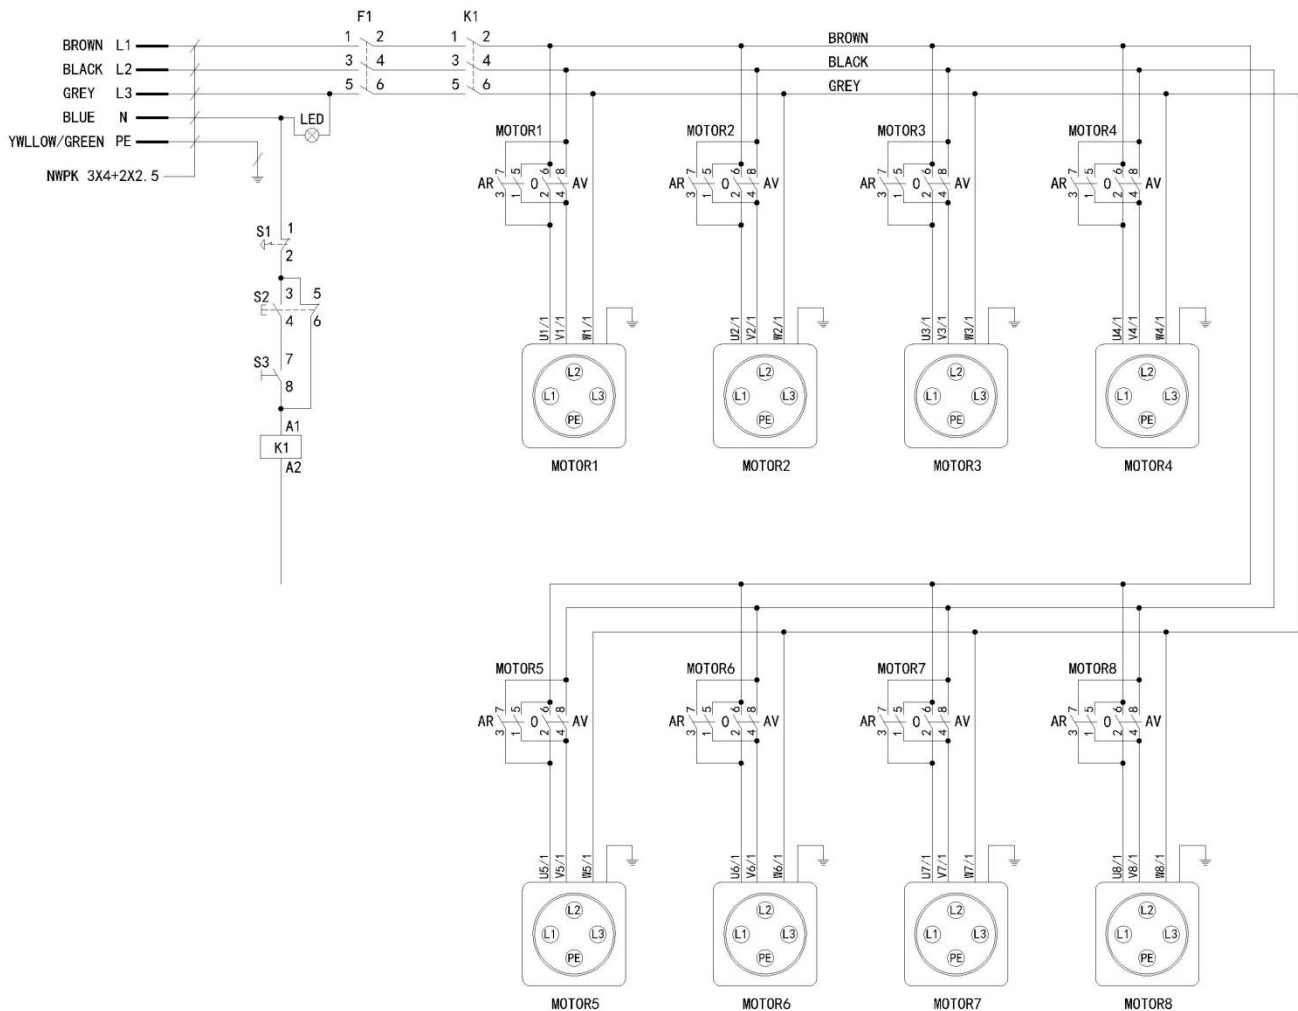 F1 K1
BROWN L1 1 2 1 2 BROWN
BLACK L2 3 4 3 4 BLACK
GREY L3 5 6 5 6 GREY
BLUE N LED
YWLLOW/GREEN PE
NWPK 3X4+2X2.5
MOTOR1 MOTOR2 MOTOR3 MOTOR4
7 5 6 8 7 5 6 8 7 5 6 8 7 5 6 8
AR 0 AV AR 0 AV AR 0 AV AR 0 AV
3 1 2 4 3 1 2 4 3 1 2 4 3 1 2 4
S1 1
2
S2 3 5
4 6
S3 7
8
A1
K1
A2
U1/1 V1/1 W1/1 U2/1 V2/1 W2/1 U3/1 V3/1 W3/1 U4/1 V4/1 W4/1
L2 L2 L2 L2
L1 L3 L1 L3 L1 L3 L1 L3
PE PE PE PE
MOTOR1 MOTOR2 MOTOR3 MOTOR4
MOTOR5 MOTOR6 MOTOR7 MOTOR8
7 5 6 8 7 5 6 8 7 5 6 8 7 5 6 8
AR 0 AV AR 0 AV AR 0 AV AR 0 AV
3 1 2 4 3 1 2 4 3 1 2 4 3 1 2 4
U5/1 V5/1 W5/1 U6/1 V6/1 W6/1 U7/1 V7/1 W7/1 U8/1 V8/1 W8/1
L2 L2 L2 L2
L1 L3 L1 L3 L1 L3 L1 L3
PE PE PE PE
MOTOR5 MOTOR6 MOTOR7 MOTOR8